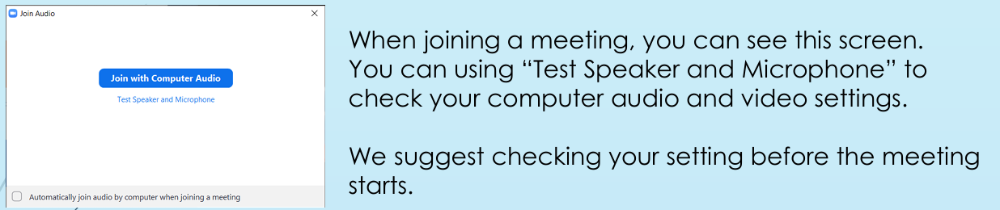 Join Audio
Join with Computer Audio
Test Speaker and Microphone
Automatically join audio by computer when joining a meeting
When joining a meeting, you can see this screen.
You can using “Test Speaker and Microphone” to
check your computer audio and video settings.
We suggest checking your setting before the meeting
starts.